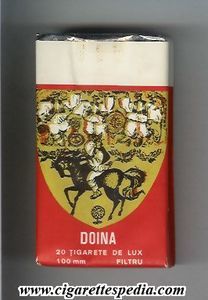 DOINA
20 ȚIGARETE DE LUX
100 mm FILTRU
www.cigarettespedia.com